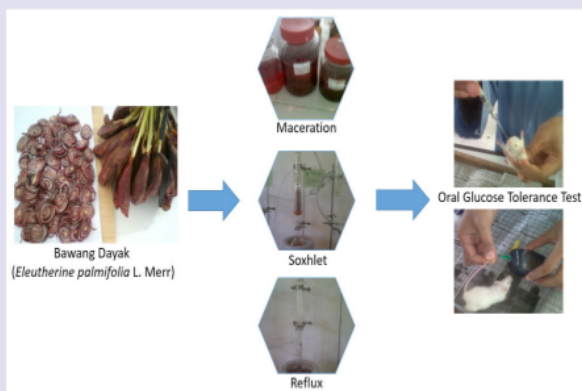 Bawang Dayak
(Eleutherine palmifolia L. Merr)
Maceration
Soxhlet
Reflux
Oral Glucose Tolerance Test